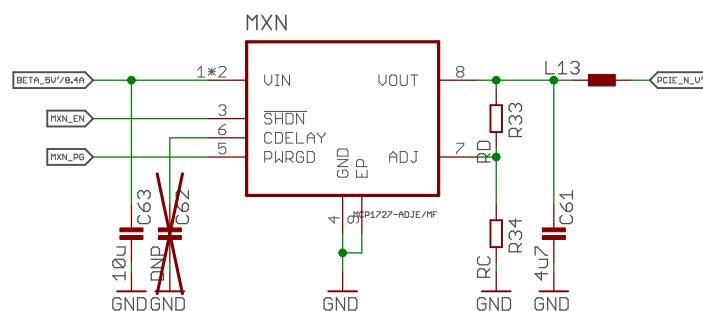 MXN
BETA_5V'/8.4A
1*2
VIN
VOUT
8
L13
PCIE_N_V'
MXN_EN
3
SHDN
R33
6
CDELAY
MXN_PG
5
PWRGD
GND
EP
ADJ
7
RD
MCP1727-ADJE/MF
4
9
C63
10u
C62
DNP
R34
RC
C61
4u7
GND
GND
GND
GND
GND